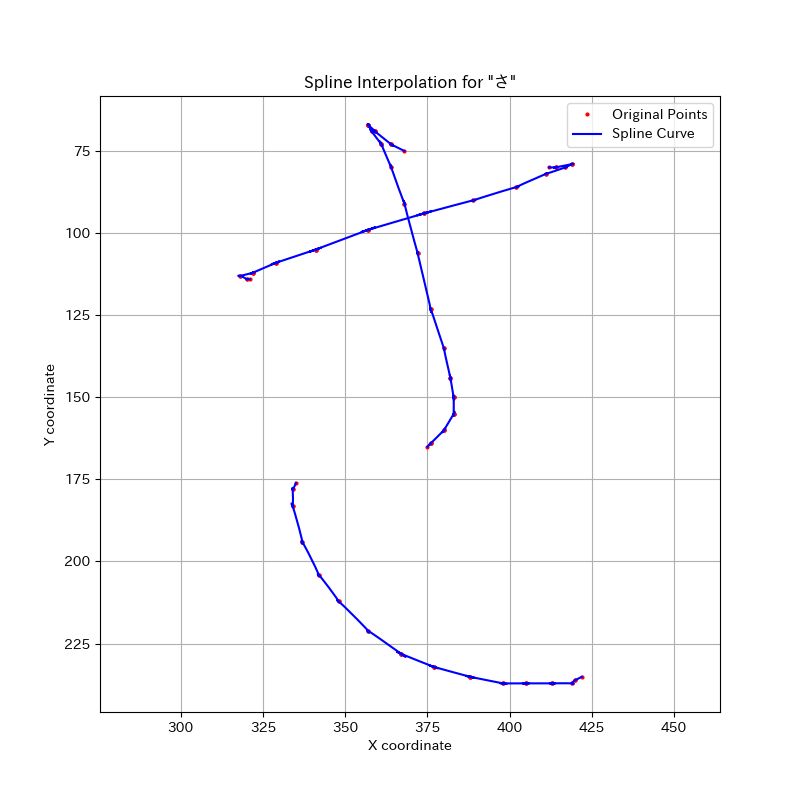 Spline Interpolation for "さ"
Original Points
Spline Curve
75
100
125
150
175
200
225
Y coordinate
300
325
350
375
400
425
450
X coordinate